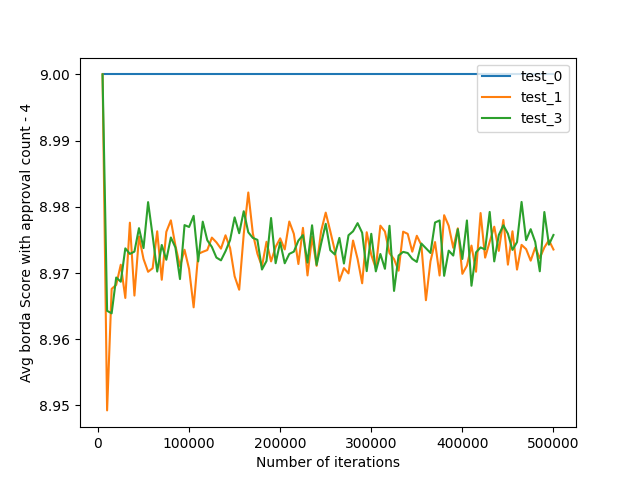 9.00
8.99
8.98
8.97
8.96
8.95
Avg borda Score with approval count - 4
0
100000
200000
300000
400000
500000
Number of iterations
test_0
test_1
test_3